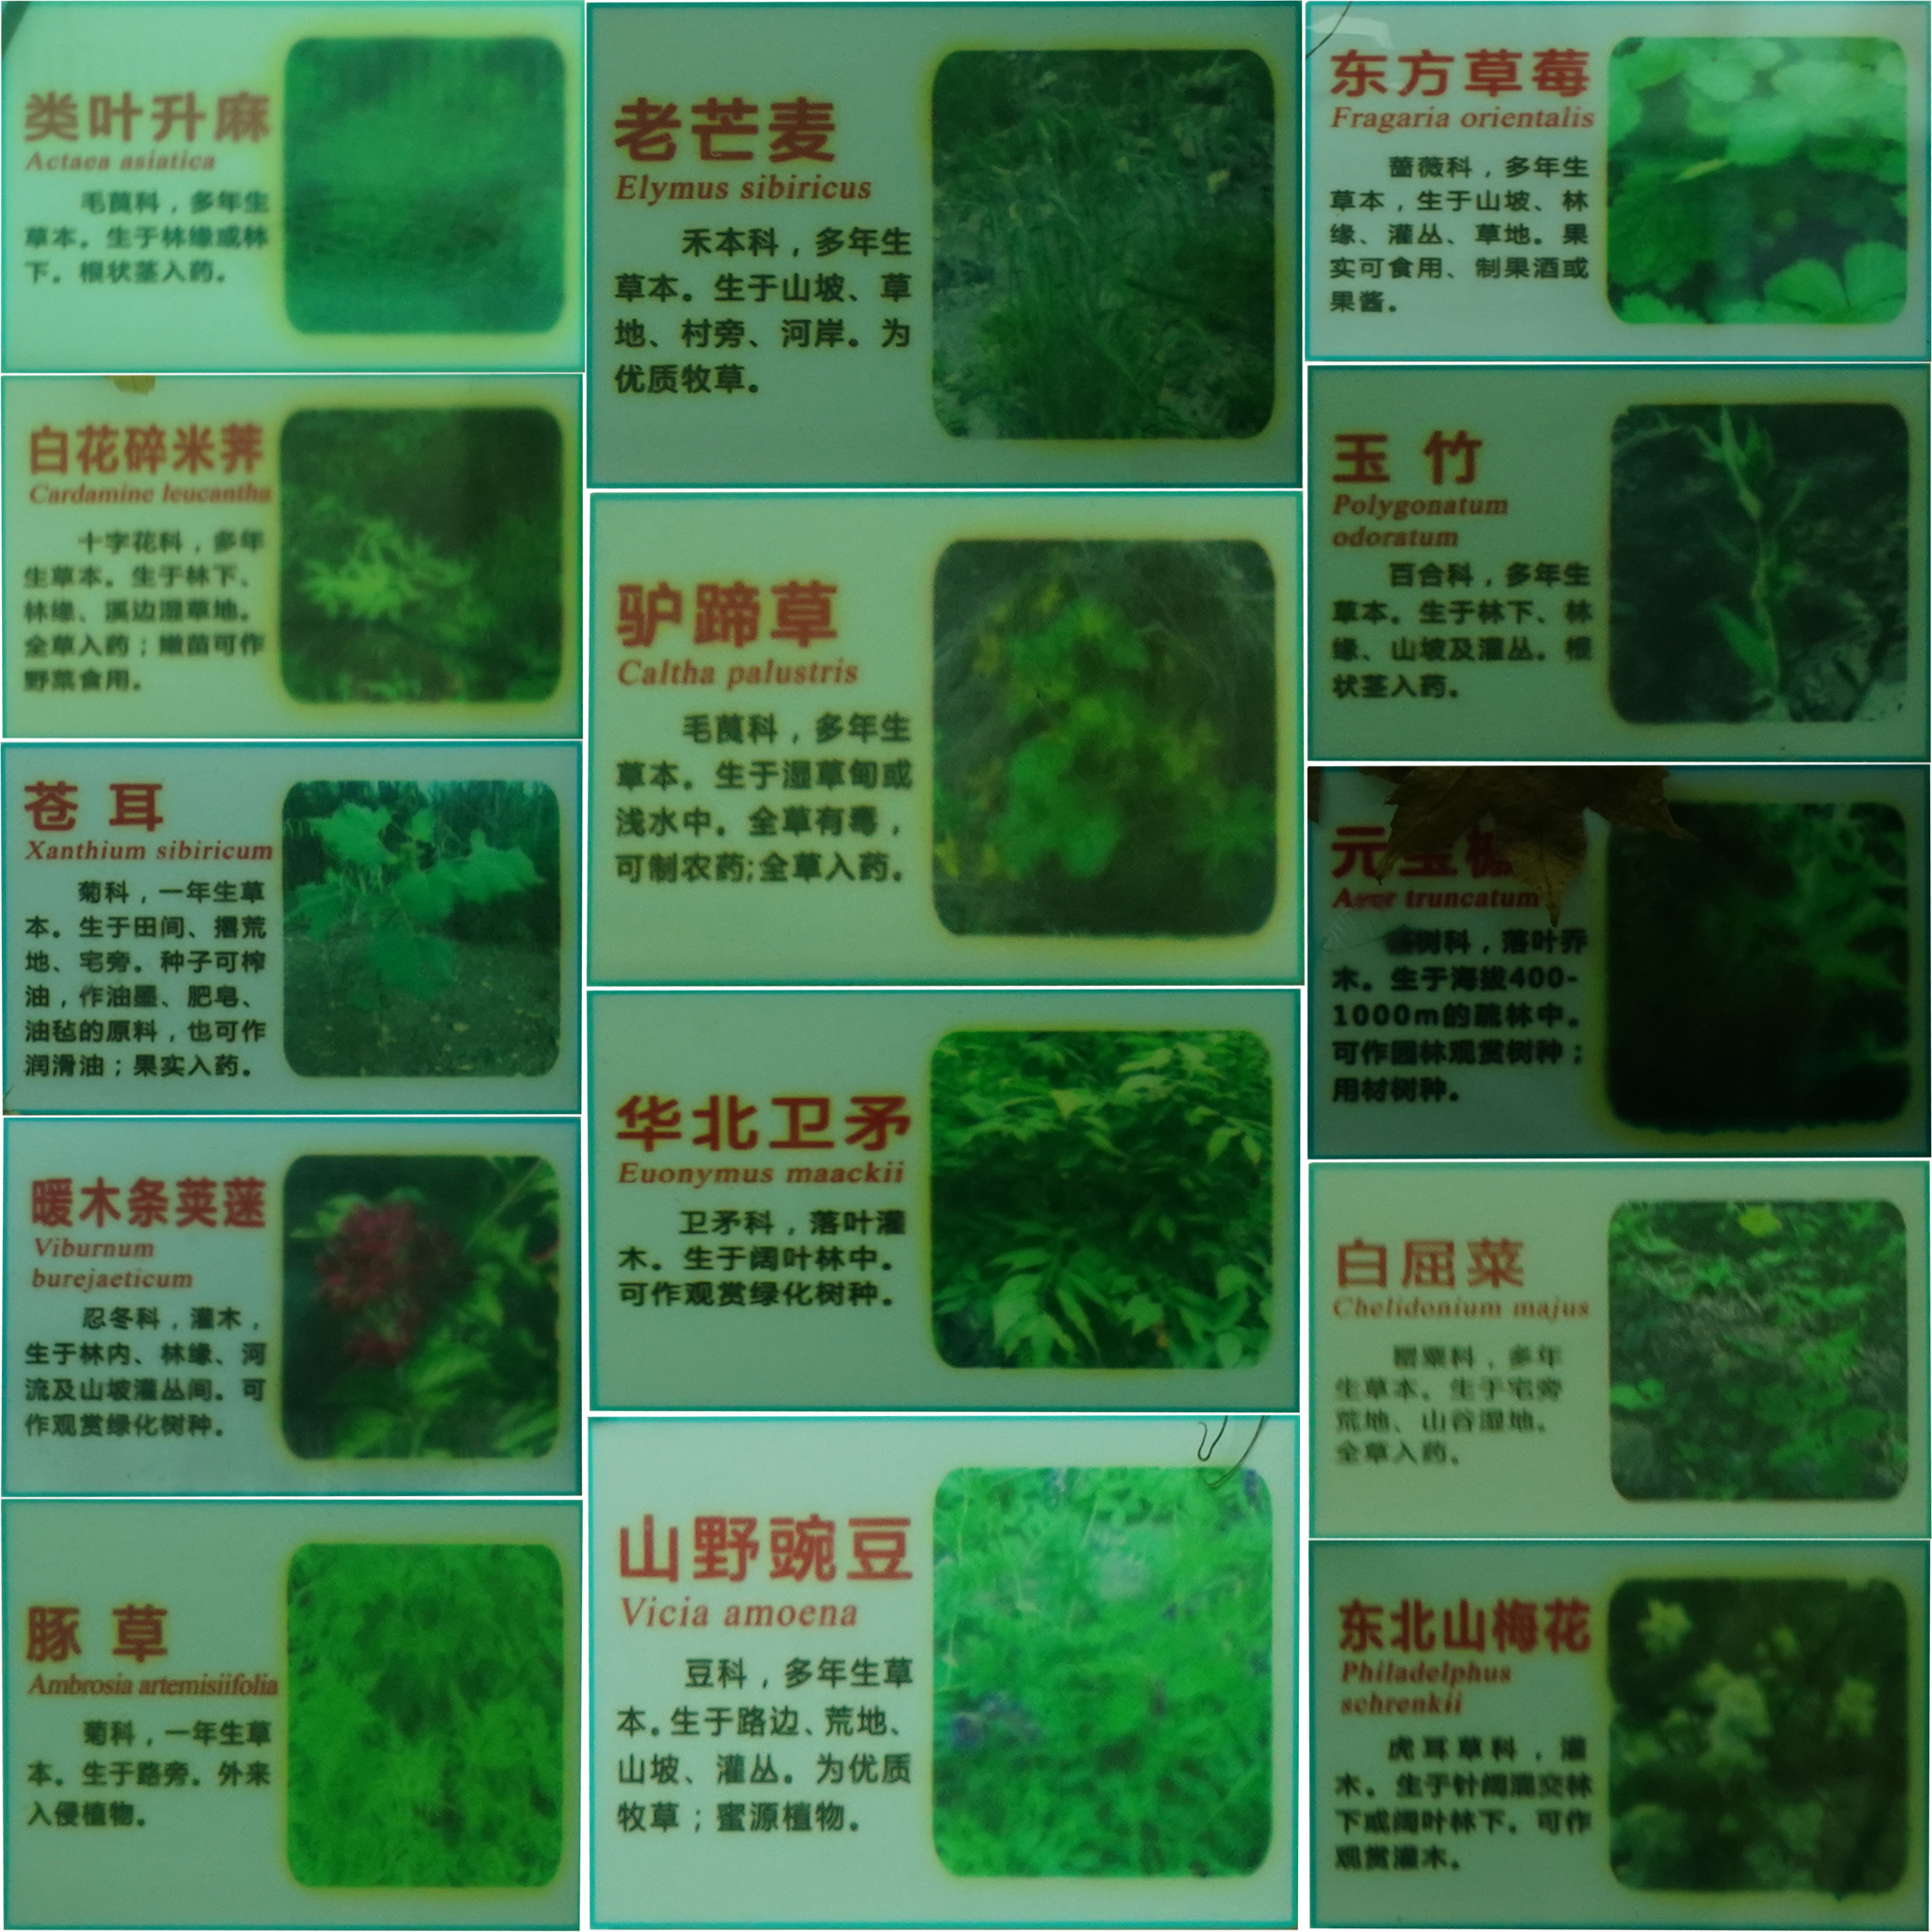 类叶升麻
Actaea asiatica
毛茛科，多年生
草本。生于林缘或林
下。根状茎入药。
白花碎米荠
Cardamine leucantha
十字花科，多年
生草本。生于林下、
林缘、溪边湿草地。
全草入药；嫩苗可作
野菜食用。
苍耳
Xanthium sibiricum
菊科，一年生草
本。生于田间、撂荒
地、宅旁。种子可榨
油，作油墨、肥皂、
油毡的原料，也可作
润滑油；果实入药。
暖木条荚蒾
Viburnum
burejaeticum
忍冬科，灌木，
生于林内、林缘、河
流及山坡灌丛间。可
作观赏绿化树种。
豚草
Ambrosia artemisiifolia
菊科，一年生草
本。生于路旁。外来
入侵植物。
老芒麦
Elymus sibiricus
禾本科，多年生
草本。生于山坡、草
地、村旁、河岸。为
优质牧草。
驴蹄草
Caltha palustris
毛茛科，多年生
草本。生于湿草甸或
浅水中。全草有毒，
可制农药;全草入药。
华北卫矛
Euonymus maackii
卫矛科，落叶灌
木。生于阔叶林中。
可作观赏绿化树种。
山野豌豆
Vicia amoena
豆科，多年生草
本。生于路边、荒地、
山坡、灌丛。为优质
牧草；蜜源植物。
东方草莓
Fragaria orientalis
蔷薇科，多年生
草本，生于山坡、林
缘、灌丛、草地。果
实可食用、制果酒或
果酱。
玉竹
Polygonatum
odoratum
百合科，多年生
草本。生于林下、林
缘、山坡及灌丛。根
状茎入药。
元宝槭
Acer truncatum
槭树科，落叶乔
木。生于海拔400-
1000m的疏林中。
可作园林观赏树种；
用材树种。
白屈菜
Chelidonium majus
罂粟科，多年
生草本。生于宅旁
荒地、山谷湿地。
全草入药。
东北山梅花
Philadelphus
schrenkii
虎耳草科，灌
木。生于针阔混交林
下或阔叶林下。可作
观赏灌木。